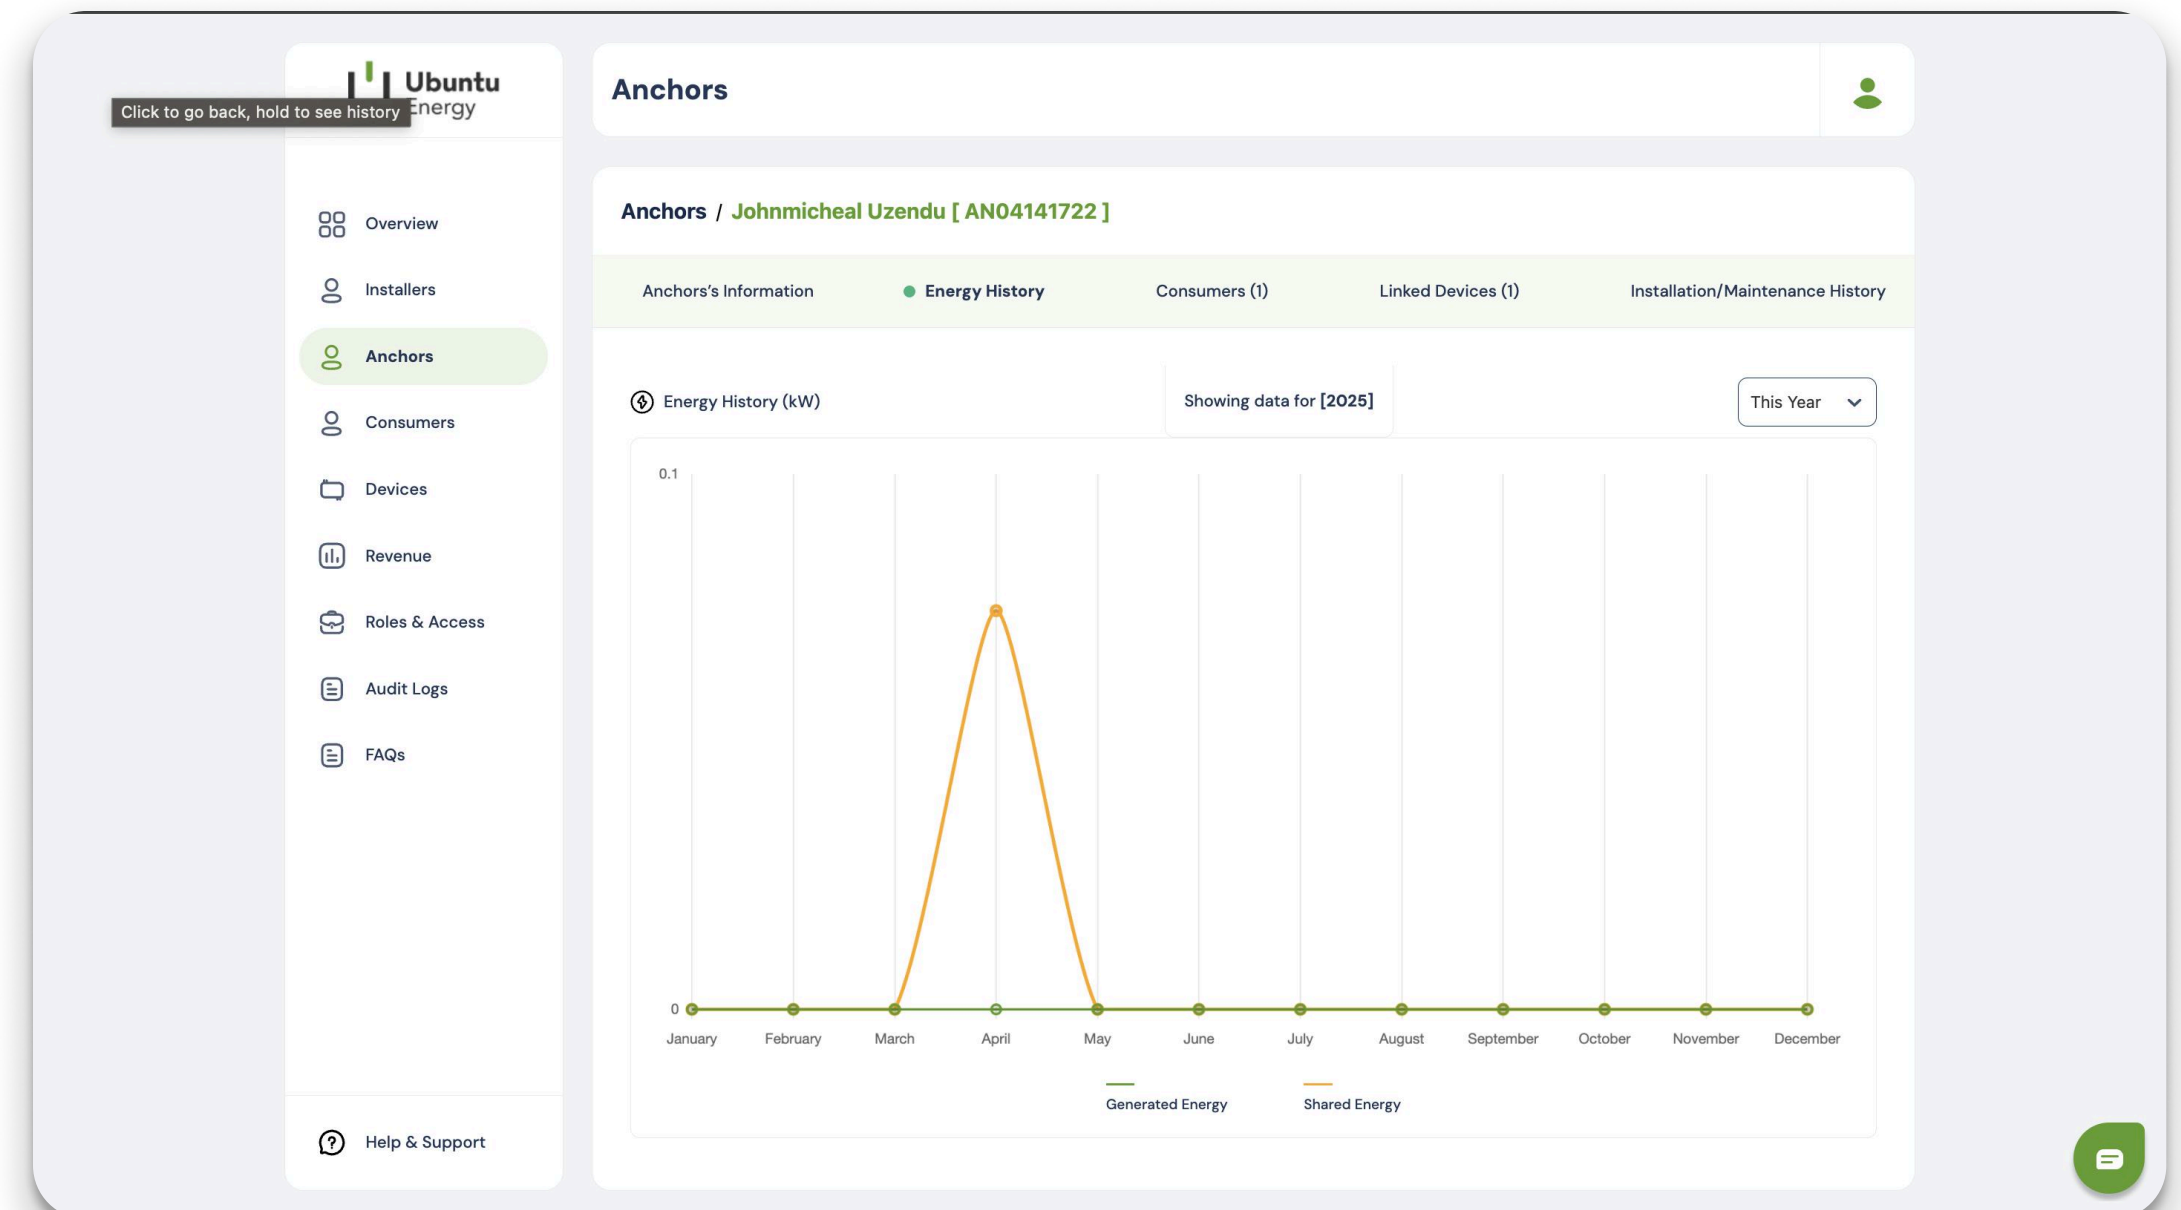 Ubuntu
Energy
Click to go back, hold to see history
Anchors
Overview
Installers
Anchors
Consumers
Devices
Revenue
Roles & Access
Audit Logs
FAQs
Help & Support
Anchors / Johnmicheal Uzendu [ AN04141722 ]
Anchors's Information
Energy History
Consumers (1)
Linked Devices (1)
Installation/Maintenance History
Energy History (kW)
Showing data for [2025]
This Year
0.1
0
January February March April May June July August September October November December
Generated Energy
Shared Energy